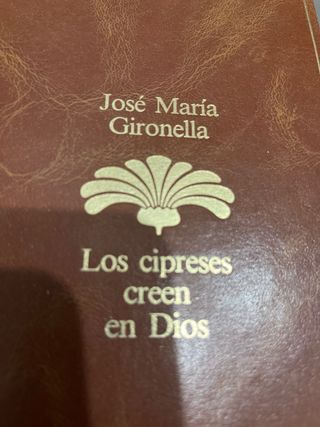 José María
Gironella
Los cipreses
creen
en Dios